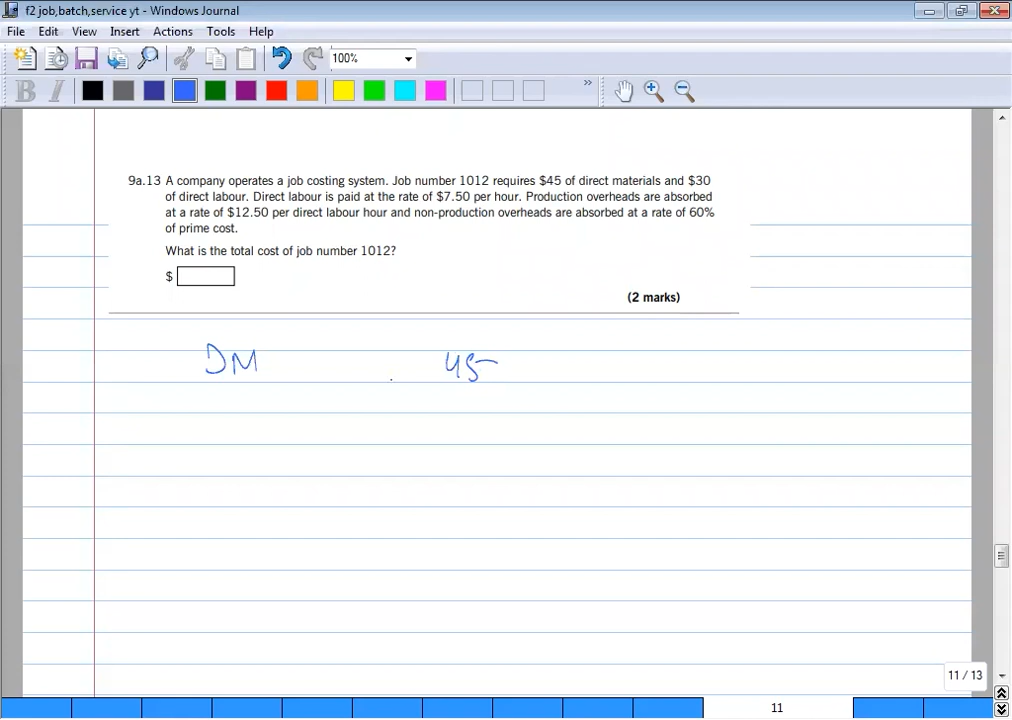 f2 job,batch,service yt - Windows Journal
File Edit View Insert Actions Tools Help
100%
B I »
9a.13 A company operates a job costing system. Job number 1012 requires $45 of direct materials and $30
of direct labour. Direct labour is paid at the rate of $7.50 per hour. Production overheads are absorbed
at a rate of $12.50 per direct labour hour and non-production overheads are absorbed at a rate of 60%
of prime cost.
What is the total cost of job number 1012?
$
(2 marks)
DM 45
11 / 13
11